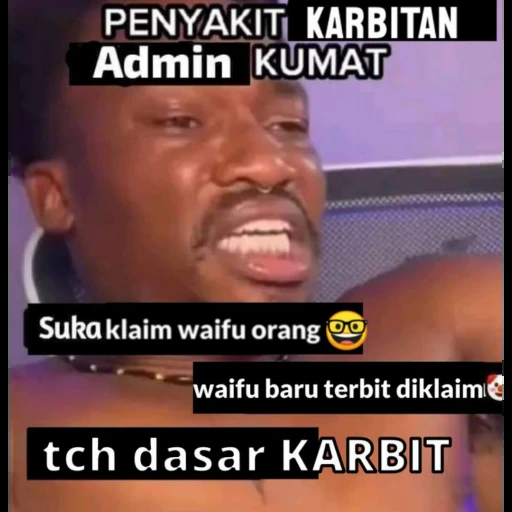 PENYAKIT KARBITAN
Admin KUMAT
Suka klaim waifu orang 🤓
waifu baru terbit diklaim🤡
tch dasar KARBIT